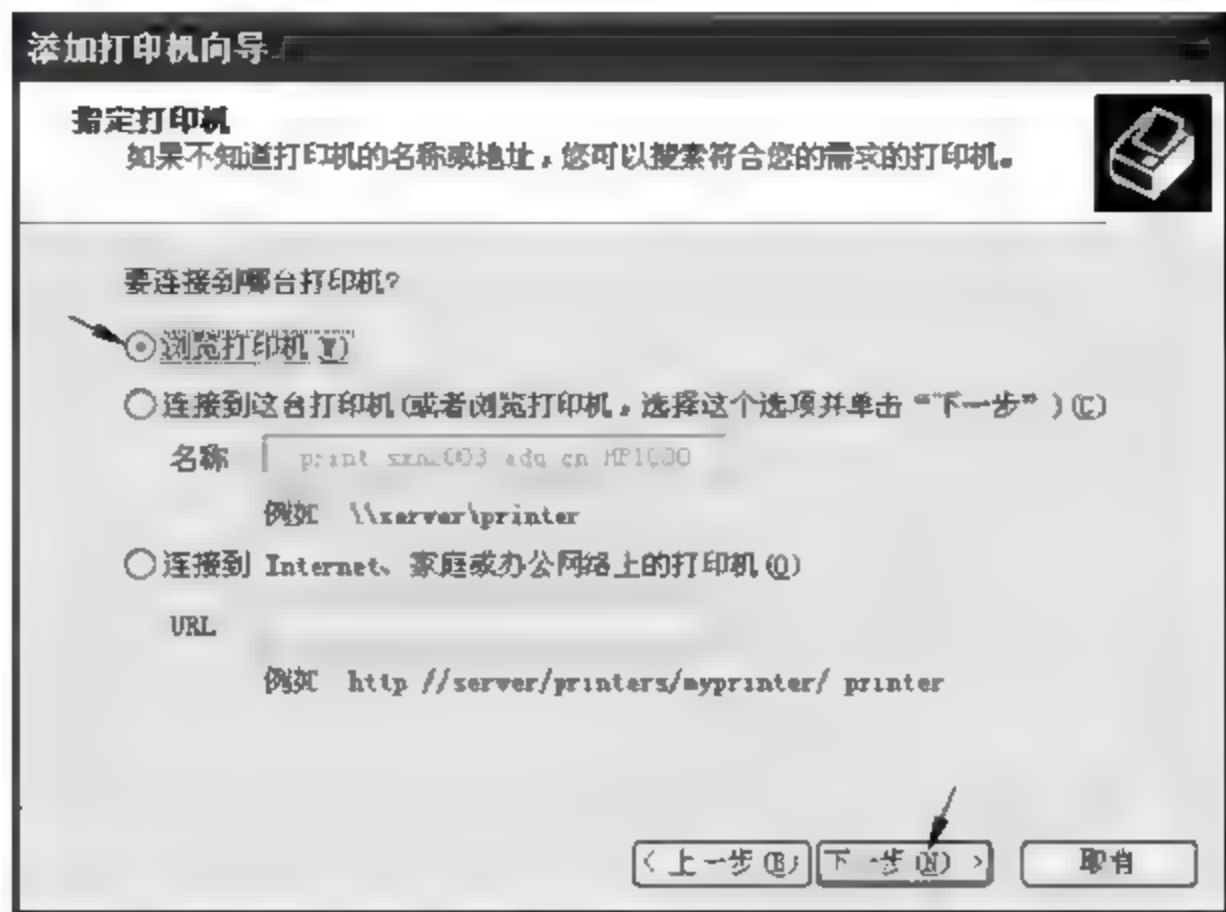 添加打印机向导
指定打印机
如果不知道打印机的名称或地址，您可以搜索符合您的需求的打印机。
要连接到哪台打印机?
浏览打印机(W)
连接到这台打印机(或者浏览打印机，选择这个选项并单击“下一步”)(C)
名称
print edu cn
例如 \\server\printer
连接到 Internet、家庭或办公网络上的打印机(O)
URL
例如 http //server/printers/myprinter/ printer
< 上一步(B)
下一步(N) >
取消